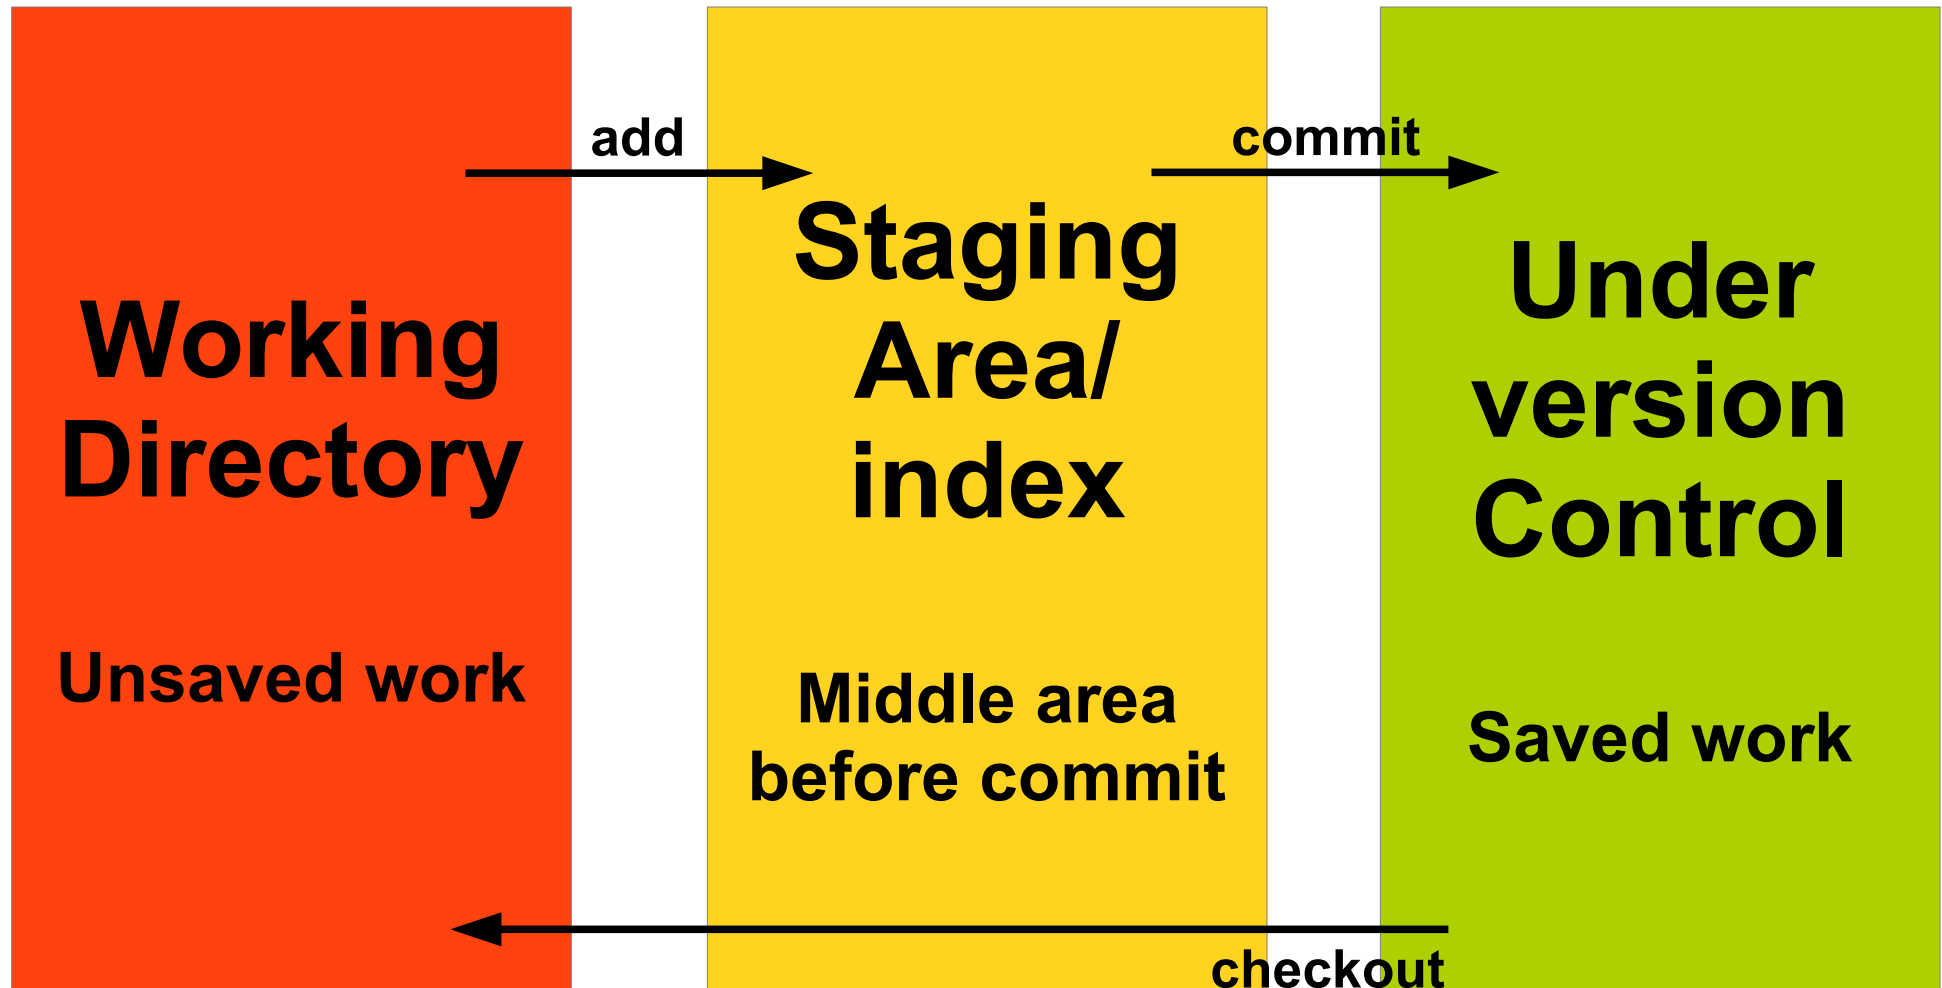 add
commit
Working
Directory
Unsaved work
Staging
Area/
index
Middle area
before commit
Under
version
Control
Saved work
checkout